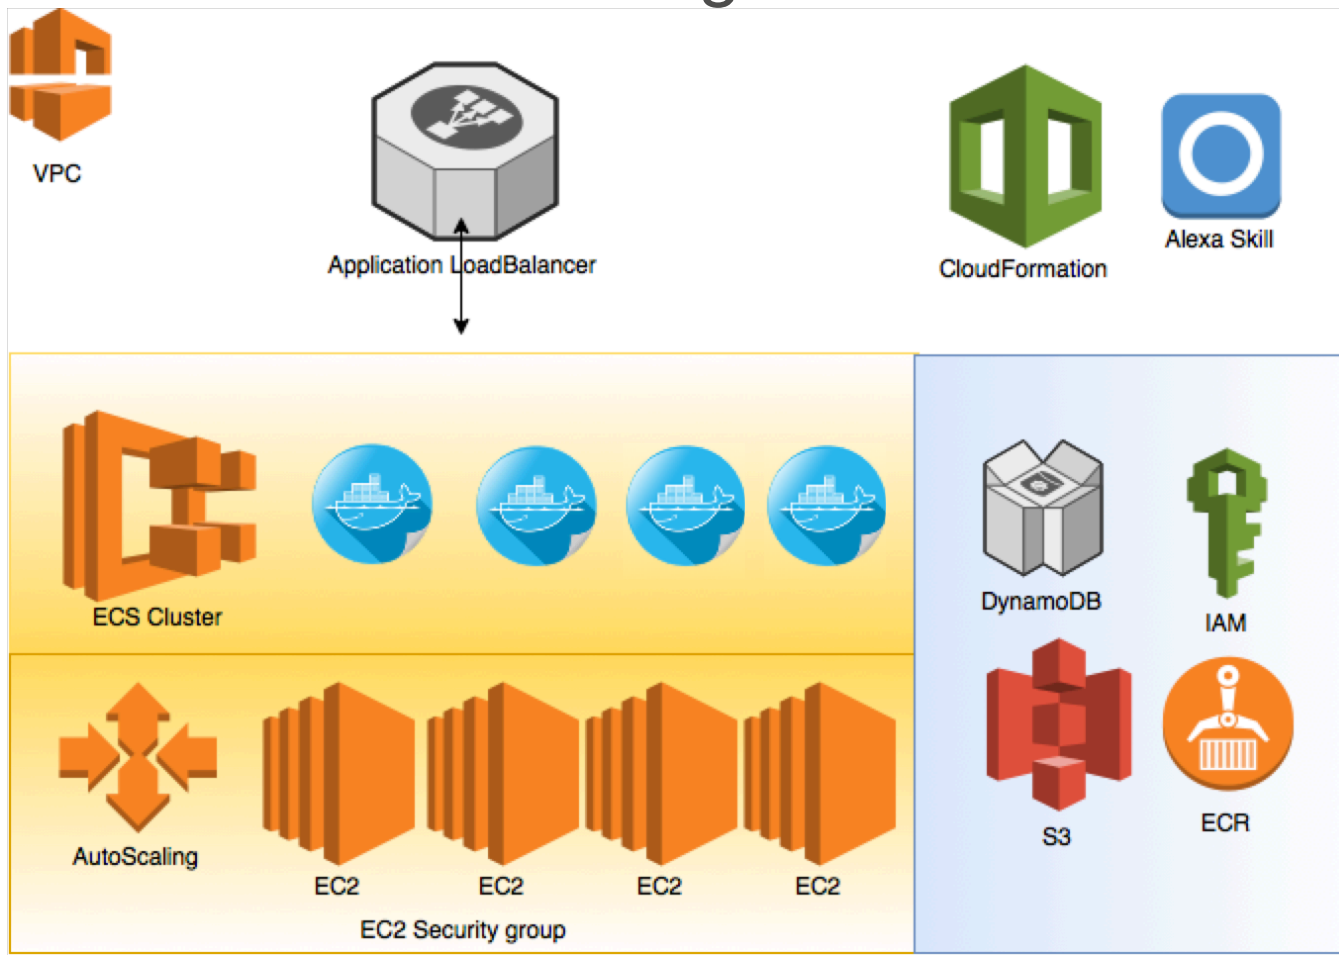 VPC
Application LoadBalancer
CloudFormation
Alexa Skill
ECS Cluster
DynamoDB
IAM
S3
ECR
AutoScaling
EC2
EC2
EC2
EC2
EC2 Security group